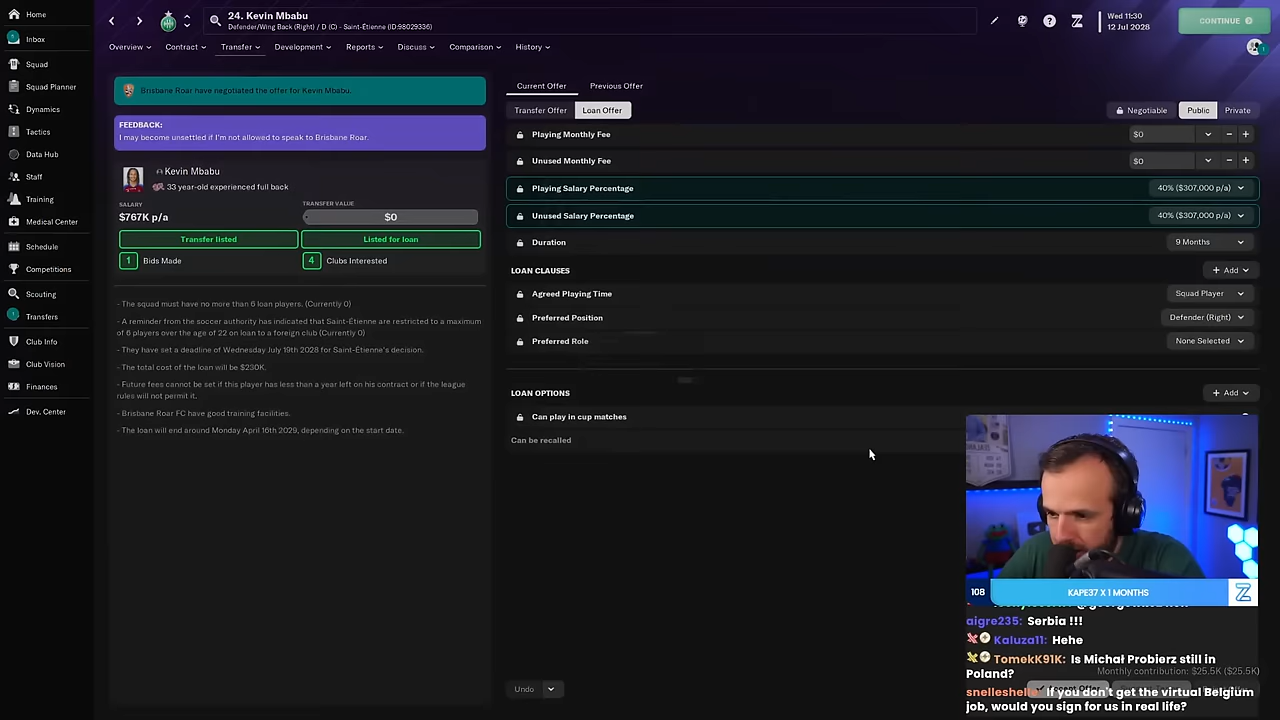 Home
Inbox
Squad
Squad Planner
Dynamics
Tactics
Data Hub
Staff
Training
Medical Center
Schedule
Competitions
Scouting
Transfers
Club Info
Club Vision
Finances
Dev. Center
24. Kevin Mbabu
Defender/Wing Back (Right) / D (C) - Saint-Étienne (ID:98029336)
Wed 11:30
12 Jul 2028
CONTINUE
Overview
Contract
Transfer
Development
Reports
Discuss
Comparison
History
1
Brisbane Roar have negotiated the offer for Kevin Mbabu.
FEEDBACK:
I may become unsettled if I'm not allowed to speak to Brisbane Roar.
Kevin Mbabu
33 year-old experienced full back
SALARY
TRANSFER VALUE
$767K p/a
$0
Transfer listed
Listed for loan
1 Bids Made
4 Clubs Interested
- The squad must have no more than 6 loan players. (Currently 0)
- A reminder from the soccer authority has indicated that Saint-Étienne are restricted to a maximum
of 6 players over the age of 22 on loan to a foreign club (Currently 0)
- They have set a deadline of Wednesday July 19th 2028 for Saint-Étienne's decision.
- The total cost of the loan will be $230K.
- Future fees cannot be set if this player has less than a year left on his contract or if the league
rules will not permit it.
- Brisbane Roar FC have good training facilities.
- The loan will end around Monday April 16th 2029, depending on the start date.
Current Offer
Previous Offer
Transfer Offer
Loan Offer
Negotiable
Public
Private
Playing Monthly Fee
$0
Unused Monthly Fee
$0
Playing Salary Percentage
40% ($307,000 p/a)
Unused Salary Percentage
40% ($307,000 p/a)
Duration
9 Months
LOAN CLAUSES
+ Add
Agreed Playing Time
Squad Player
Preferred Position
Defender (Right)
Preferred Role
None Selected
LOAN OPTIONS
+ Add
Can play in cup matches
Can be recalled
Undo
108
KAPE37 X 1 MONTHS
Z
aigre235: Serbia !!!
Kaluza11: Hehe
TomekK91K: Is Michał Probierz still in
Poland?
Monthly contribution: $25.5K ($25.5K)
snelleshelle: If you don't get the virtual Belgium
job, would you sign for us in real life?